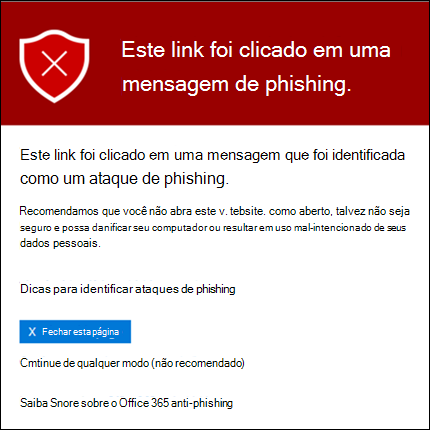 Este link foi clicado em uma
mensagem de phishing.
Este link foi clicado em uma mensagem que foi identificada
como um ataque de phishing.
Recomendamos que você não abra este v. tebsite. como aberto, talvez não seja
seguro e possa danificar seu computador ou resultar em uso mal-intencionado de seus
dados pessoais.
Dicas para identificar ataques de phishing
X Fechar esta página
Cmtinue de qualquer modo (não recomendado)
Saiba Snore sobre o Office 365 anti-phishing